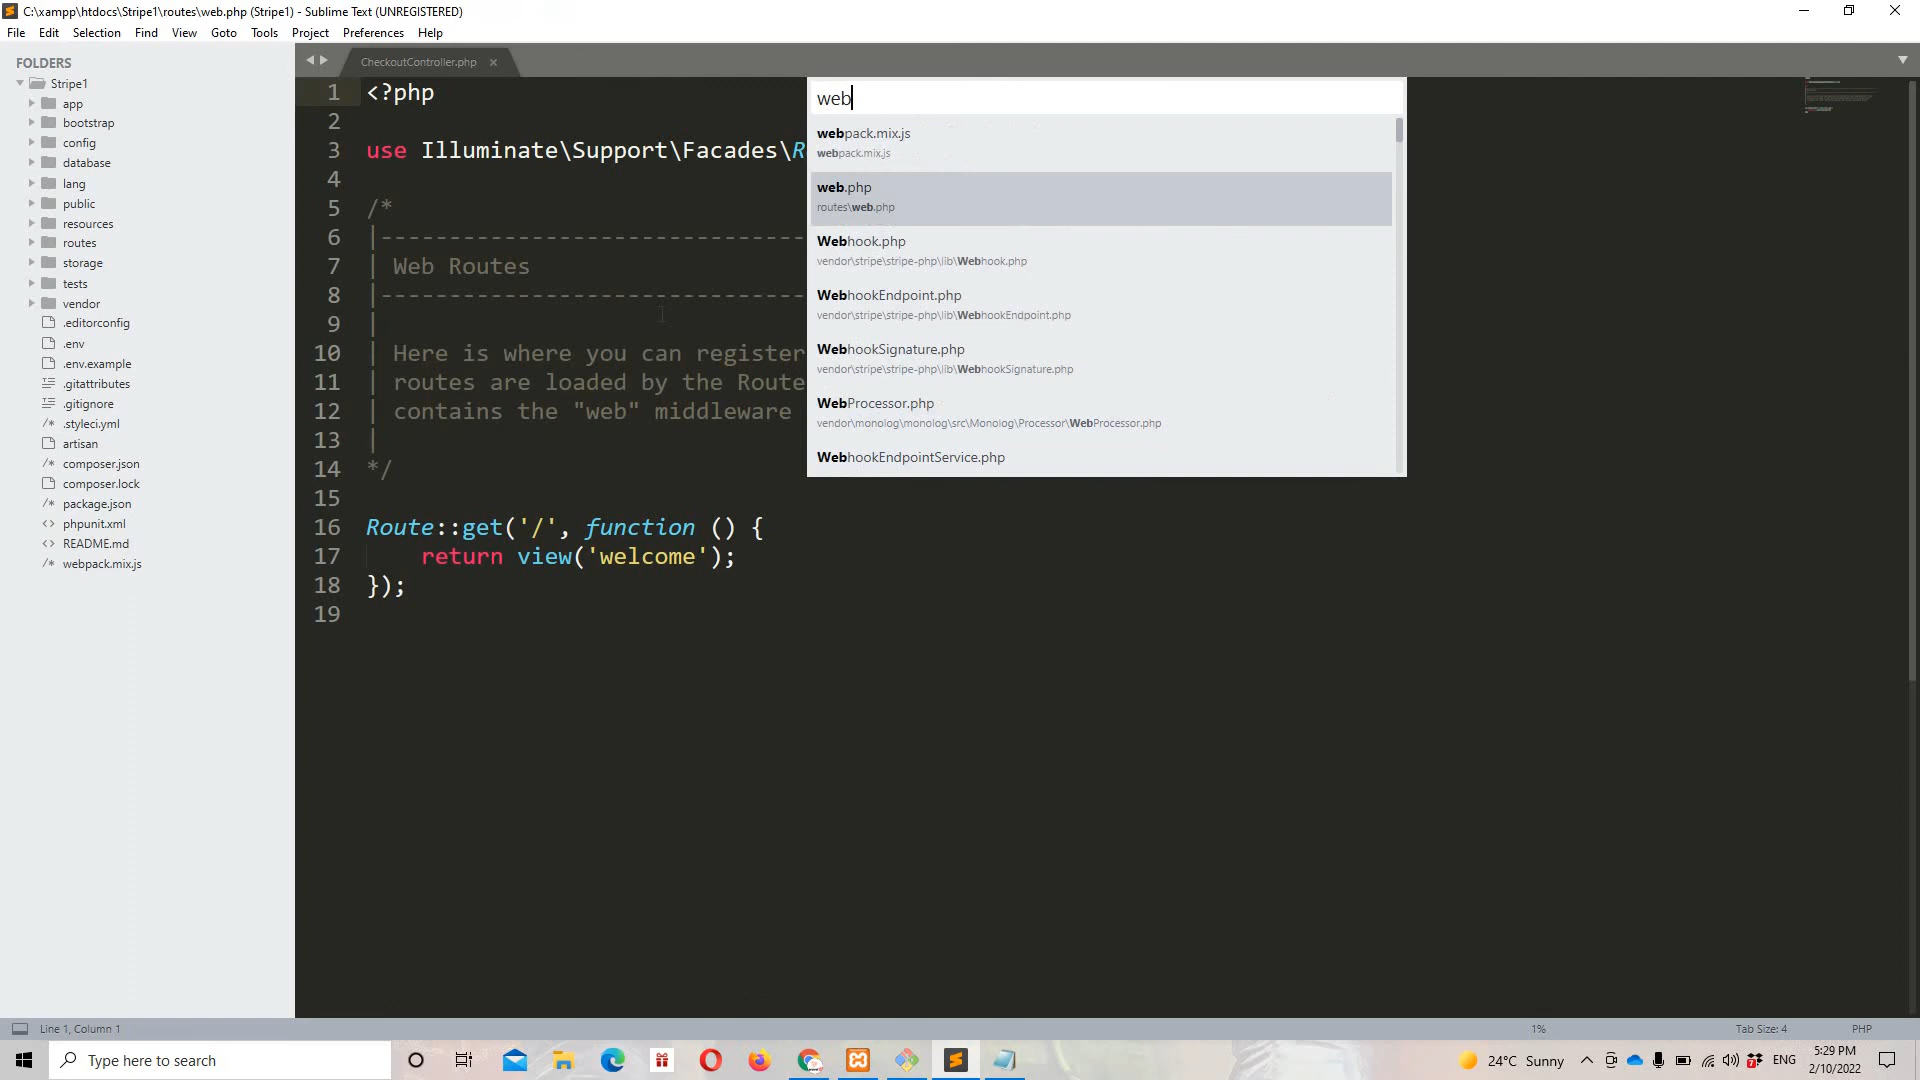 C:\xampp\htdocs\Stripe1\routes\web.php (Stripe1) - Sublime Text (UNREGISTERED)
File Edit Selection Find View Goto Tools Project Preferences Help
FOLDERS
Stripe1
app
bootstrap
config
database
lang
public
resources
routes
storage
tests
vendor
.editorconfig
.env
.env.example
.gitattributes
.gitignore
/* .styleci.yml
artisan
/* composer.json
composer.lock
/* package.json
<> phpunit.xml
<> README.md
/* webpack.mix.js
CheckoutController.php ×
1 <?php
2
3 use Illuminate\Support\Facades\R
4
5 /*
6 |-------------------------------
7 | Web Routes
8 |-------------------------------
9 |
10 | Here is where you can register
11 | routes are loaded by the Route
12 | contains the "web" middleware
13 |
14 */
15
16 Route::get('/', function () {
17 return view('welcome');
18 });
19
web
webpack.mix.js
webpack.mix.js
web.php
routes\web.php
Webhook.php
vendor\stripe\stripe-php\lib\Webhook.php
WebhookEndpoint.php
vendor\stripe\stripe-php\lib\WebhookEndpoint.php
WebhookSignature.php
vendor\stripe\stripe-php\lib\WebhookSignature.php
WebProcessor.php
vendor\monolog\monolog\src\Monolog\Processor\WebProcessor.php
WebhookEndpointService.php
Line 1, Column 1 1% Tab Size: 4 PHP
Type here to search
24°C Sunny ENG
5:29 PM
2/10/2022